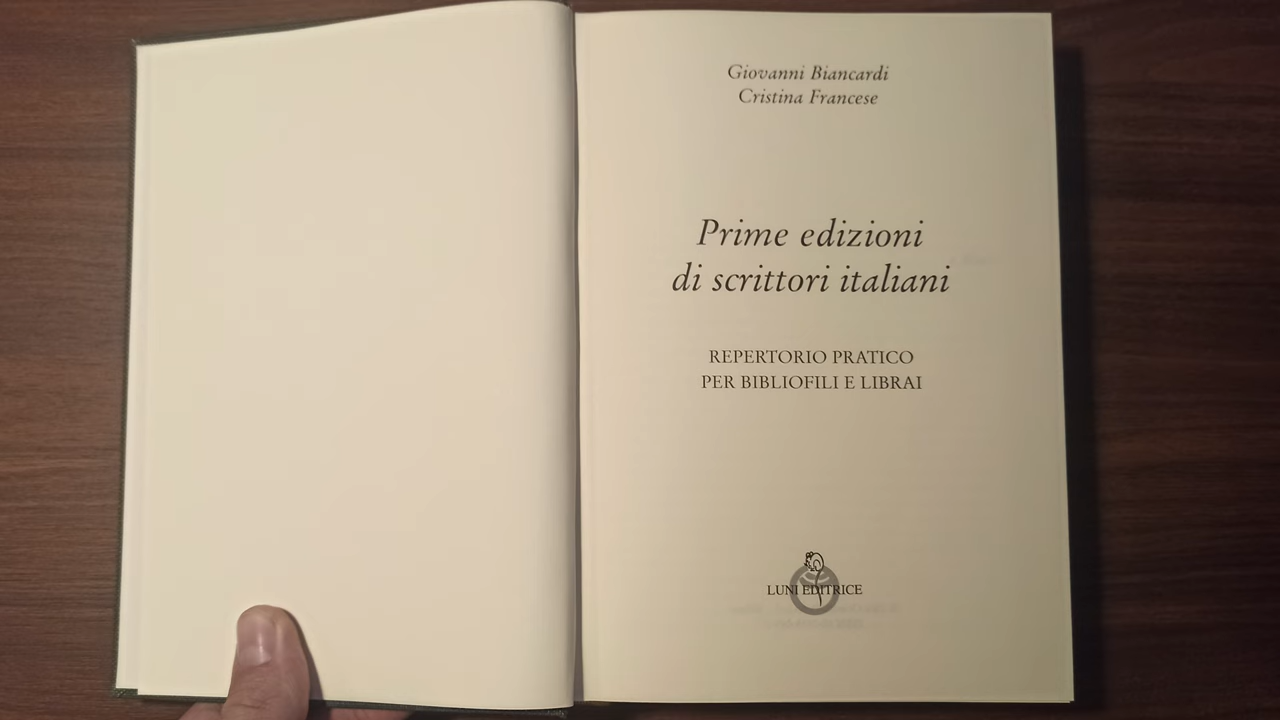 Giovanni Biancardi
Cristina Francese
Prime edizioni
di scrittori italiani
REPERTORIO PRATICO
PER BIBLIOFILI E LIBRAI
LUNI EDITRICE